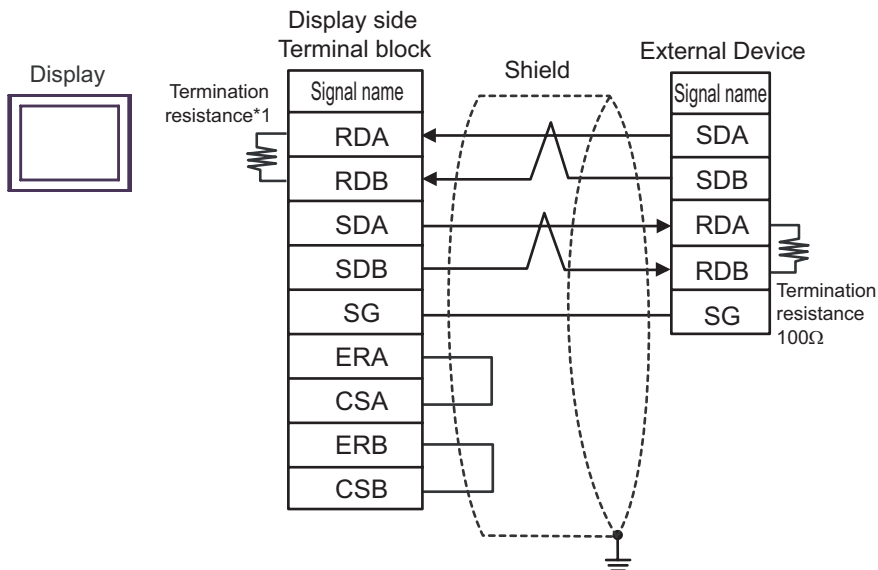 Display
Termination
resistance*1
Display side
Terminal block
Signal name
RDA
RDB
SDA
SDB
SG
ERA
CSA
ERB
CSB
Shield
External Device
Signal name
SDA
SDB
RDA
RDB
SG
Termination
resistance
100Ω